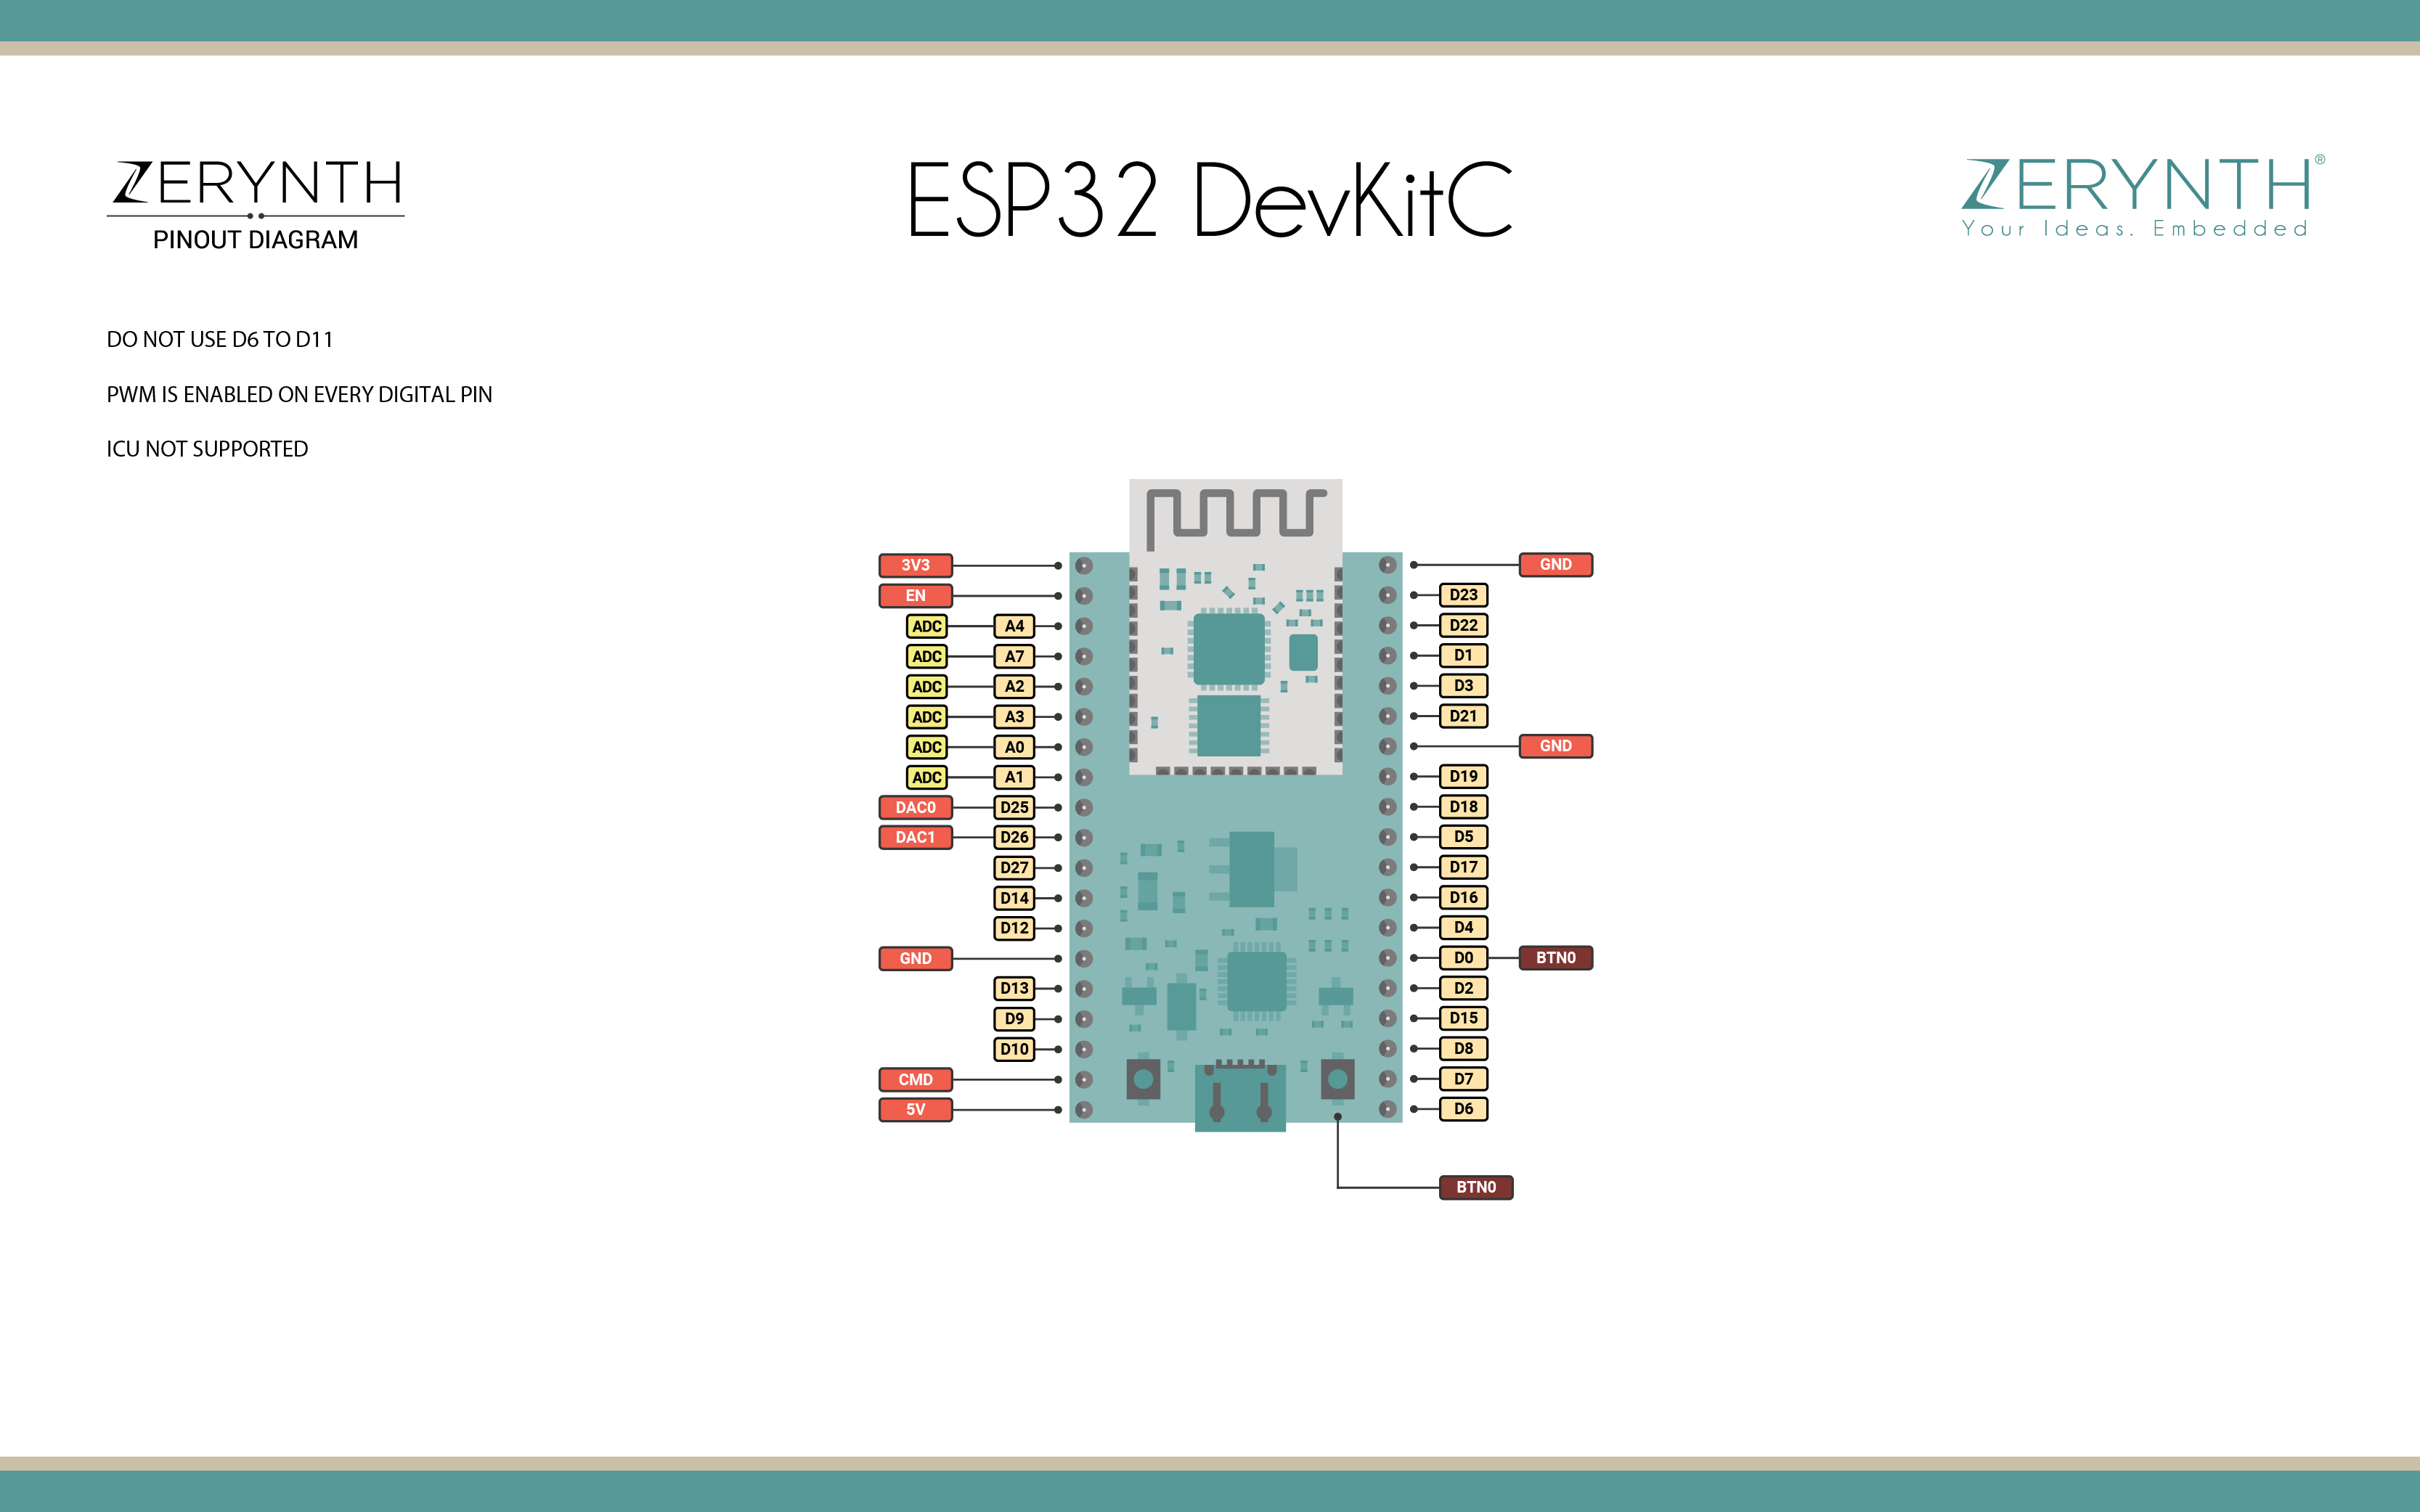 ZERYNTH
PINOUT DIAGRAM
ESP32 DevKitC
ZERYNTH®
Your Ideas. Embedded
DO NOT USE D6 TO D11
PWM IS ENABLED ON EVERY DIGITAL PIN
ICU NOT SUPPORTED
3V3
EN
ADC A4
ADC A7
ADC A2
ADC A3
ADC A0
ADC A1
DAC0 D25
DAC1 D26
D27
D14
D12
GND
D13
D9
D10
CMD
5V
GND
D23
D22
D1
D3
D21
GND
D19
D18
D5
D17
D16
D4
D0 BTN0
D2
D15
D8
D7
D6
BTN0